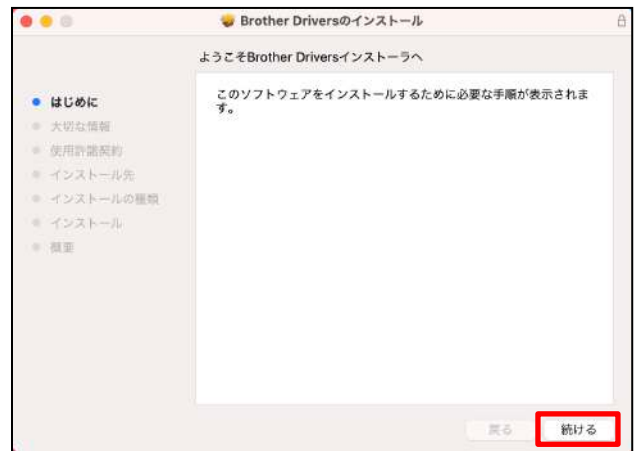 Brother Driversのインストール
ようこそBrother Driversインストーラへ
はじめに
大切な情報
使用許諾契約
インストール先
インストールの種類
インストール
概要
このソフトウェアをインストールするために必要な手順が表示されま
す。
戻る
続ける